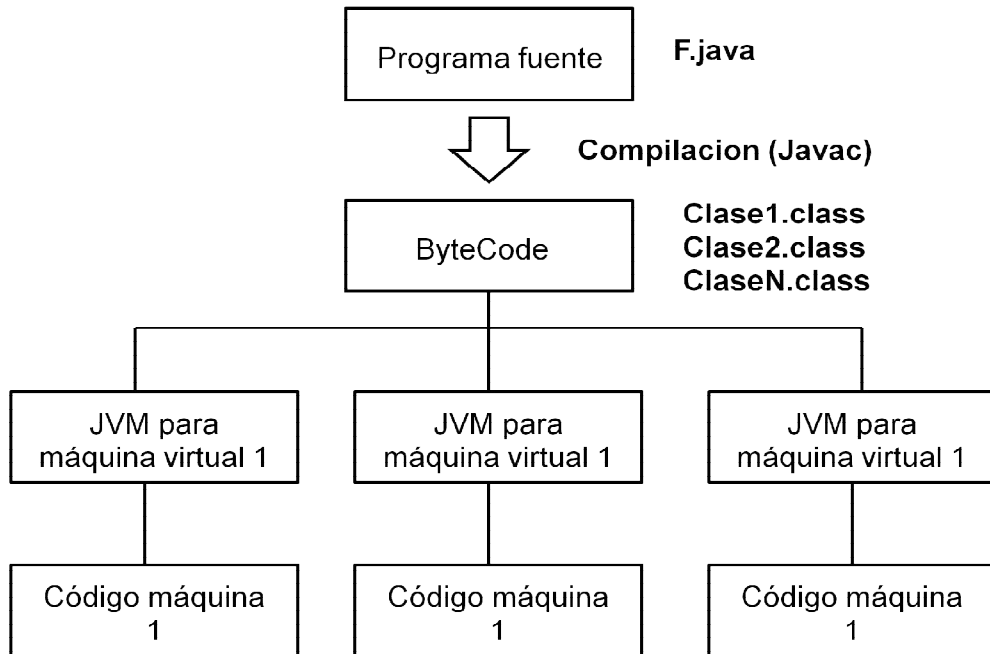 Programa fuente
F.java
Compilacion (Javac)
ByteCode
Clase1.class
Clase2.class
ClaseN.class
JVM para
máquina virtual 1
JVM para
máquina virtual 1
JVM para
máquina virtual 1
Código máquina
1
Código máquina
1
Código máquina
1